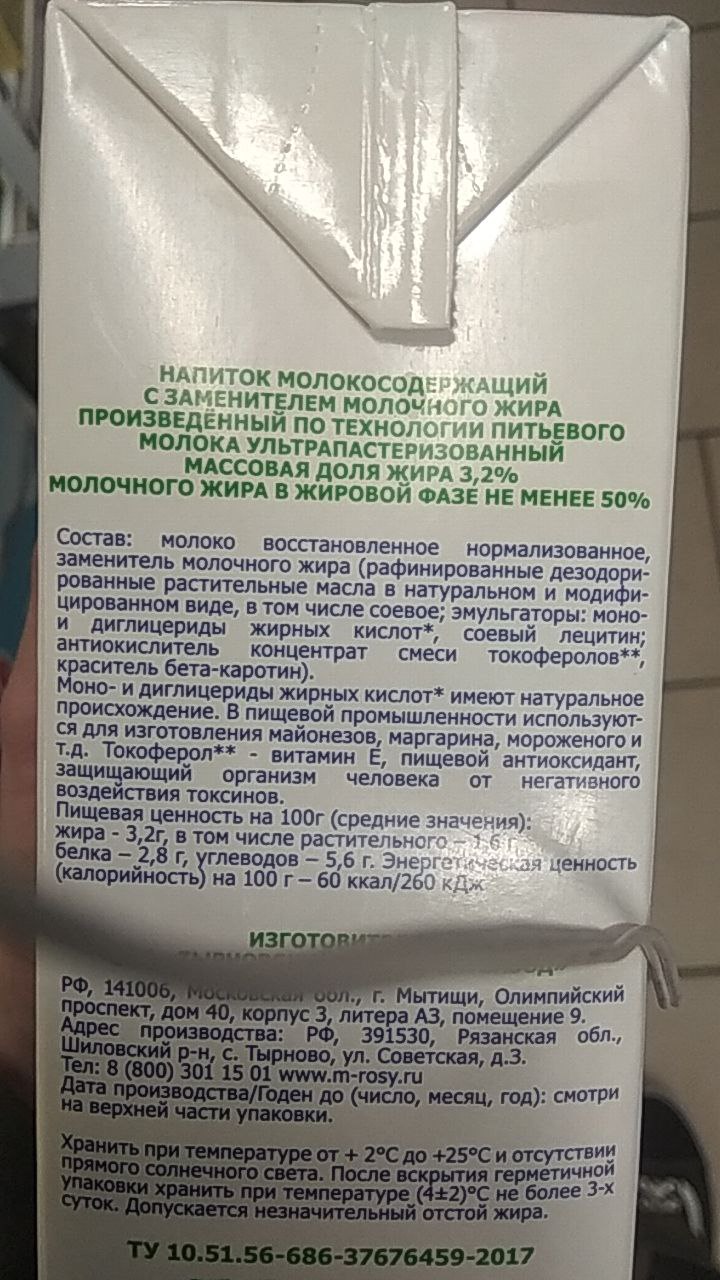 НАПИТОК МОЛОКОСОДЕРЖАЩИЙ
С ЗАМЕНИТЕЛЕМ МОЛОЧНОГО ЖИРА
ПРОИЗВЕДЁННЫЙ ПО ТЕХНОЛОГИИ ПИТЬЕВОГО
МОЛОКА УЛЬТРАПАСТЕРИЗОВАННЫЙ
МАССОВАЯ ДОЛЯ ЖИРА 3,2%
МОЛОЧНОГО ЖИРА В ЖИРОВОЙ ФАЗЕ НЕ МЕНЕЕ 50%
Состав: молоко восстановленное нормализованное,
заменитель молочного жира (рафинированные дезодори-
рованные растительные масла в натуральном и модифи-
цированном виде, в том числе соевое; эмульгаторы: моно-
и диглицериды жирных кислот*, соевый лецитин;
антиокислитель концентрат смеси токоферолов**,
краситель бета-каротин).
Моно- и диглицериды жирных кислот* имеют натуральное
происхождение. В пищевой промышленности используют-
ся для изготовления майонезов, маргарина, мороженого и
т.д. Токоферол** - витамин Е, пищевой антиоксидант,
защищающий организм человека от негативного
воздействия токсинов.
Пищевая ценность на 100г (средние значения):
жира - 3,2г, в том числе растительного – 1,6 г,
белка – 2,8 г, углеводов – 5,6 г. Энергетическая ценность
(калорийность) на 100 г – 60 ккал/260 кДж
РФ, 141006, Московская обл., г. Мытищи, Олимпийский
проспект, дом 40, корпус 3, литера А3, помещение 9.
Адрес производства: РФ, 391530, Рязанская обл.,
Шиловский р-н, с. Тырново, ул. Советская, д.3.
Тел: 8 (800) 301 15 01 www.m-rosy.ru
Дата производства/Годен до (число, месяц, год): смотри
на верхней части упаковки.
Хранить при температуре от + 2°С до +25°С и отсутствии
прямого солнечного света. После вскрытия герметичной
упаковки хранить при температуре (4±2)°С не более 3-х
суток. Допускается незначительный отстой жира.
ТУ 10.51.56-686-37676459-2017